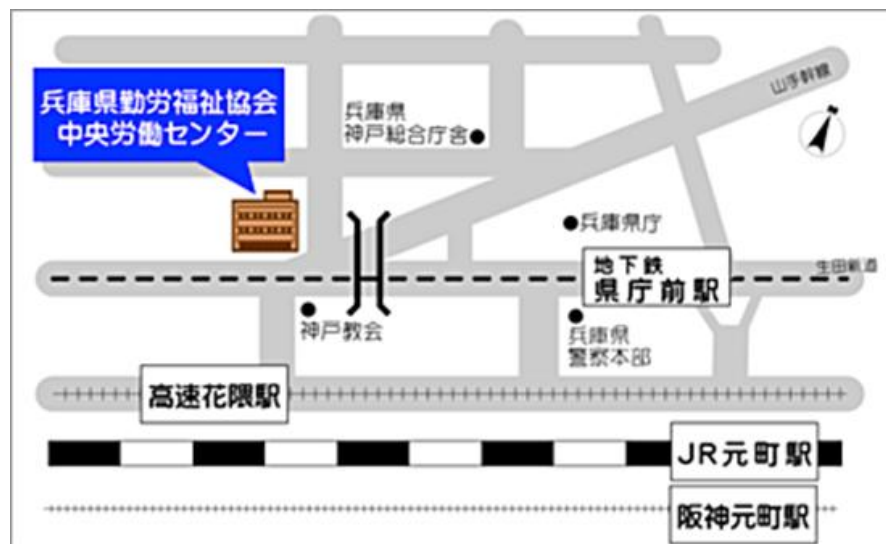 山手幹線
兵庫県勤労福祉協会
中央労働センター
兵庫県
神戸総合庁舎
兵庫県庁
地下鉄
県庁前駅
生田新道
神戸教会
兵庫県
警察本部
高速花隈駅
JR元町駅
阪神元町駅